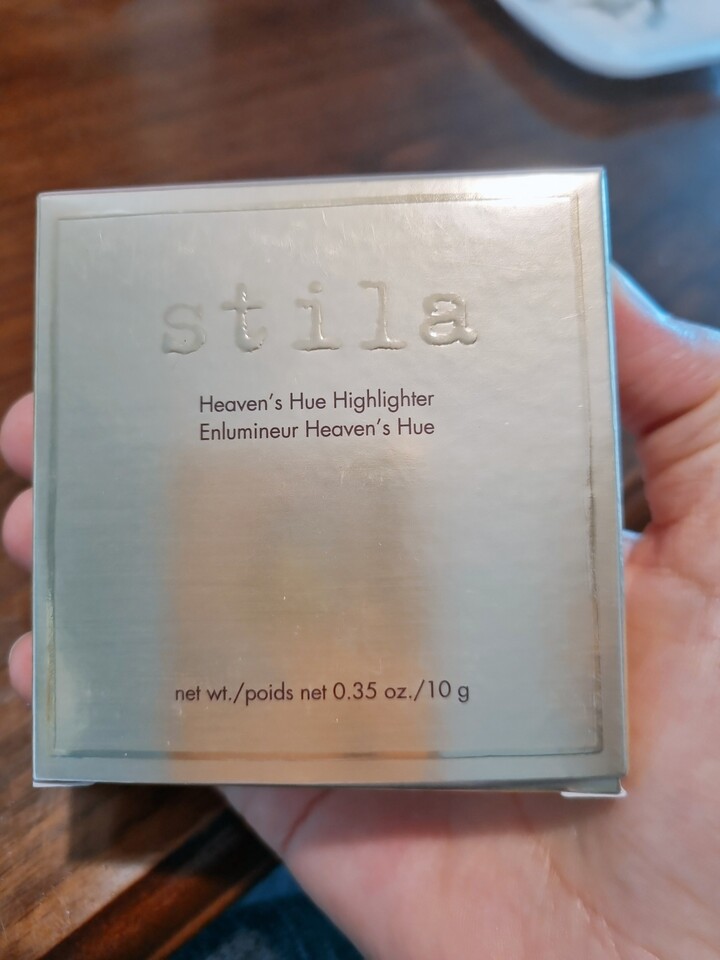 stila
Heaven's Hue Highlighter
Enlumineur Heaven's Hue
net wt./poids net 0.35 oz./10 g